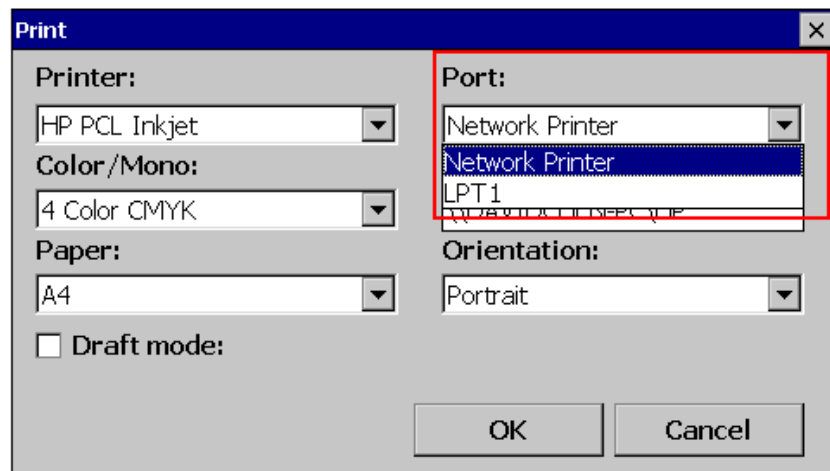 Print
Printer:
HP PCL Inkjet
Color/Mono:
4 Color CMYK
Paper:
A4
Draft mode:
Port:
Network Printer
Network Printer
LPT1
Orientation:
Portrait
OK
Cancel